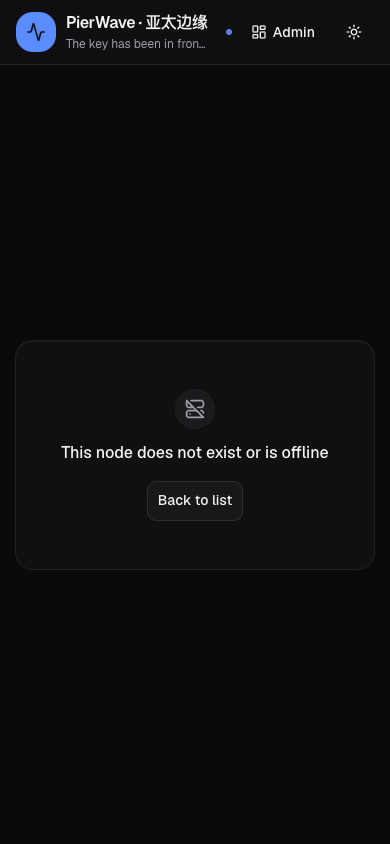 PierWave · 亚太边缘
The key has been in fron…
Admin
This node does not exist or is offline
Back to list